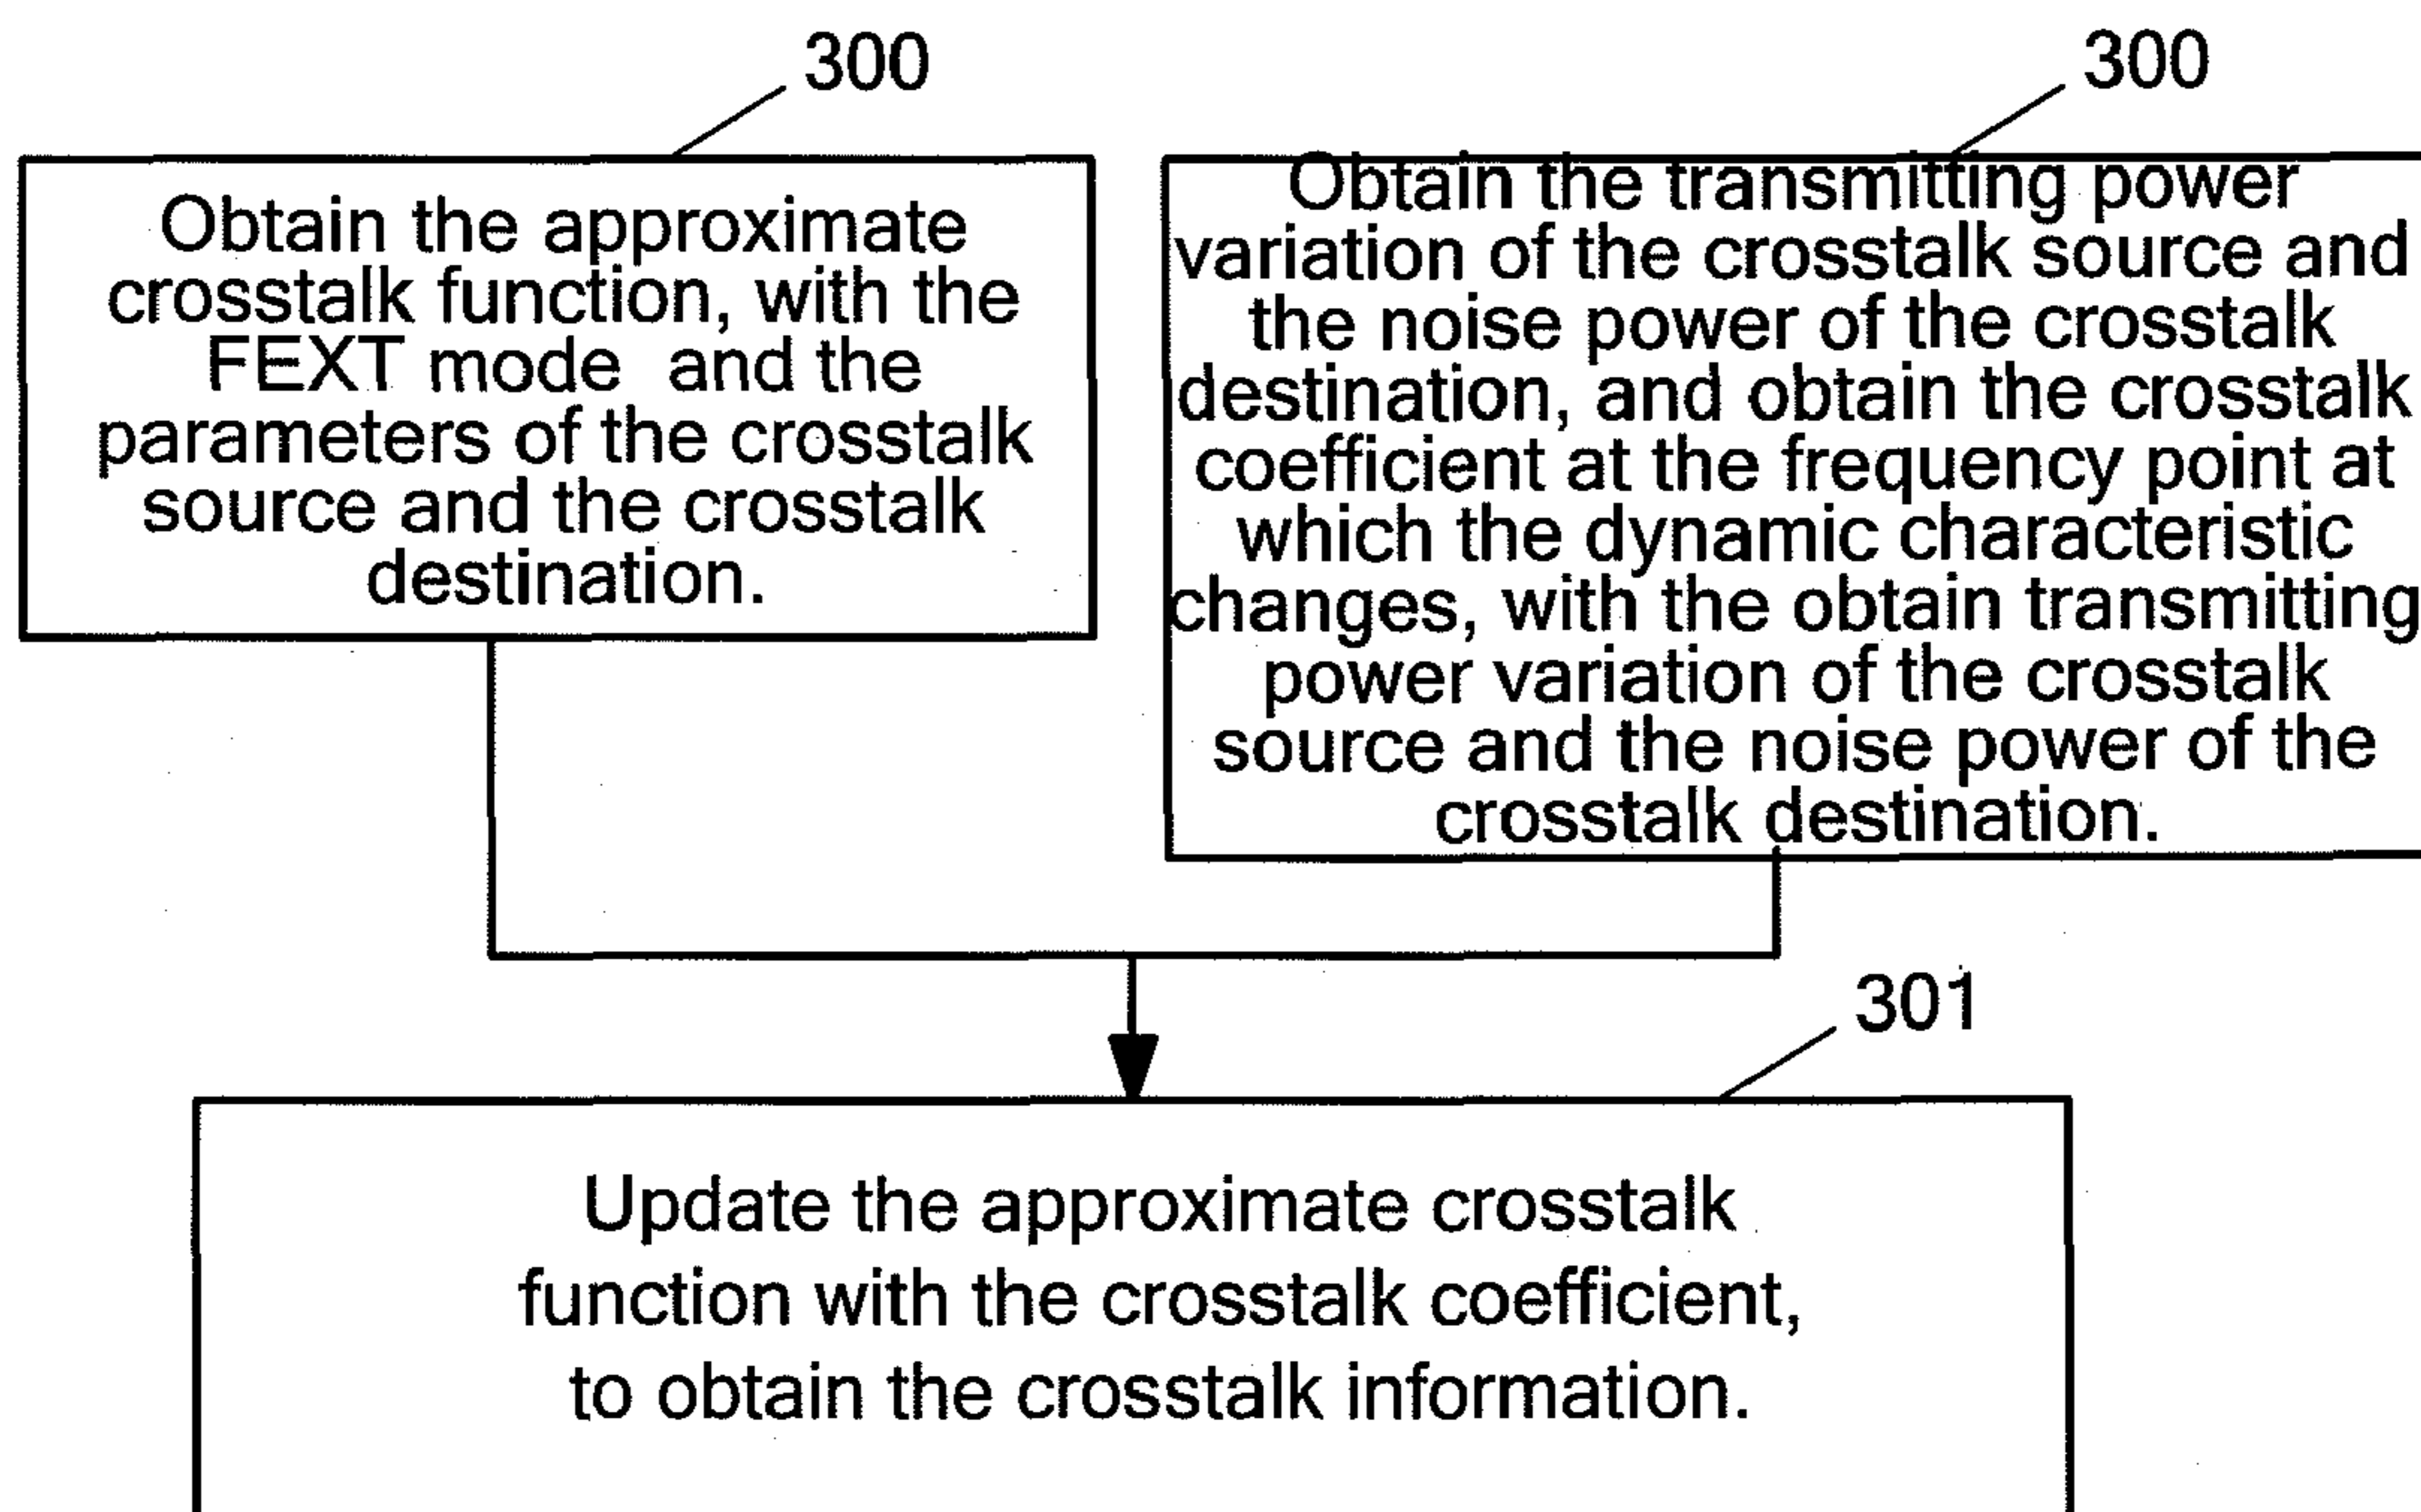 300
Obtain the approximate
crosstalk function, with the
FEXT mode and the
parameters of the crosstalk
source and the crosstalk
destination.
300
Obtain the transmitting power
variation of the crosstalk source and
the noise power of the crosstalk
destination, and obtain the crosstalk
coefficient at the frequency point at
which the dynamic characteristic
changes, with the obtain transmitting
power variation of the crosstalk
source and the noise power of the
crosstalk destination.
301
Update the approximate crosstalk
function with the crosstalk coefficient,
to obtain the crosstalk information.